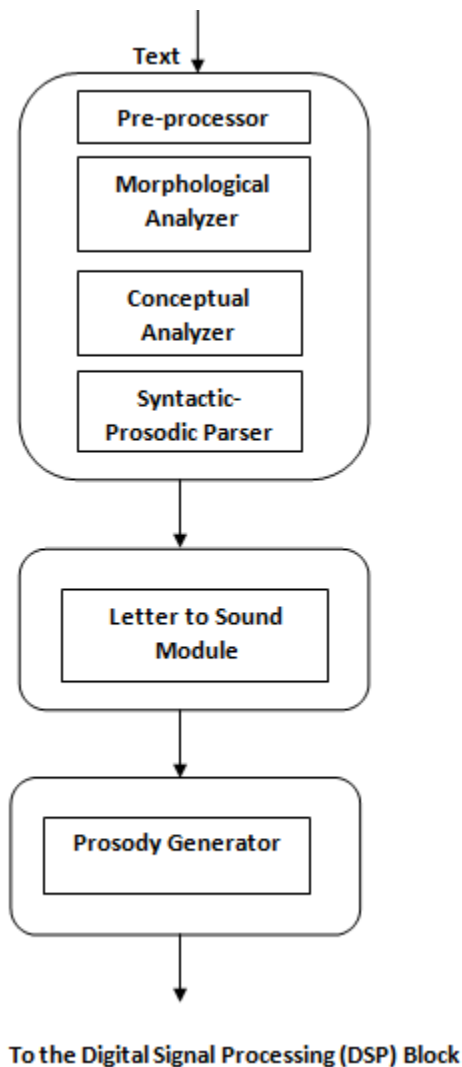 Text
Pre-processor
Morphological
Analyzer
Conceptual
Analyzer
Syntactic-
Prosodic Parser
Letter to Sound
Module
Prosody Generator
To the Digital Signal Processing (DSP) Block